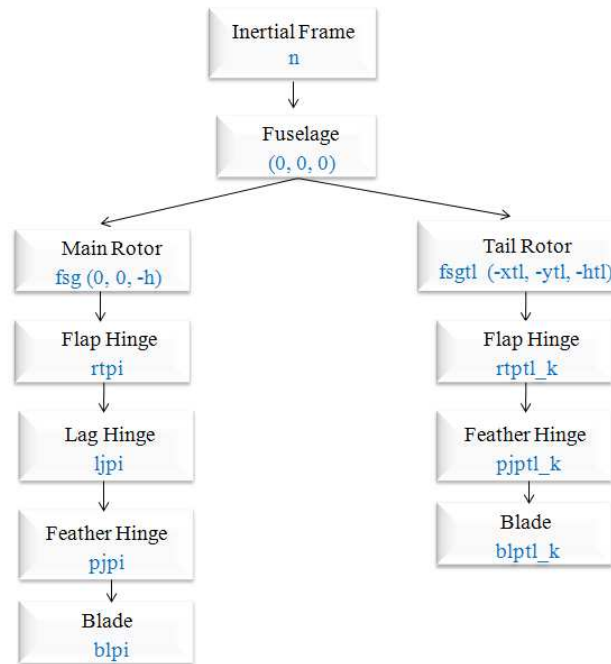 Inertial Frame
n
Fuselage
(0, 0, 0)
Main Rotor
fsg (0, 0, -h)
Flap Hinge
rtpi
Lag Hinge
ljpi
Feather Hinge
pjpi
Blade
blpi
Tail Rotor
fsgtl (-xtl, -ytl, -htl)
Flap Hinge
rtptl_k
Feather Hinge
pjptl_k
Blade
blptl_k